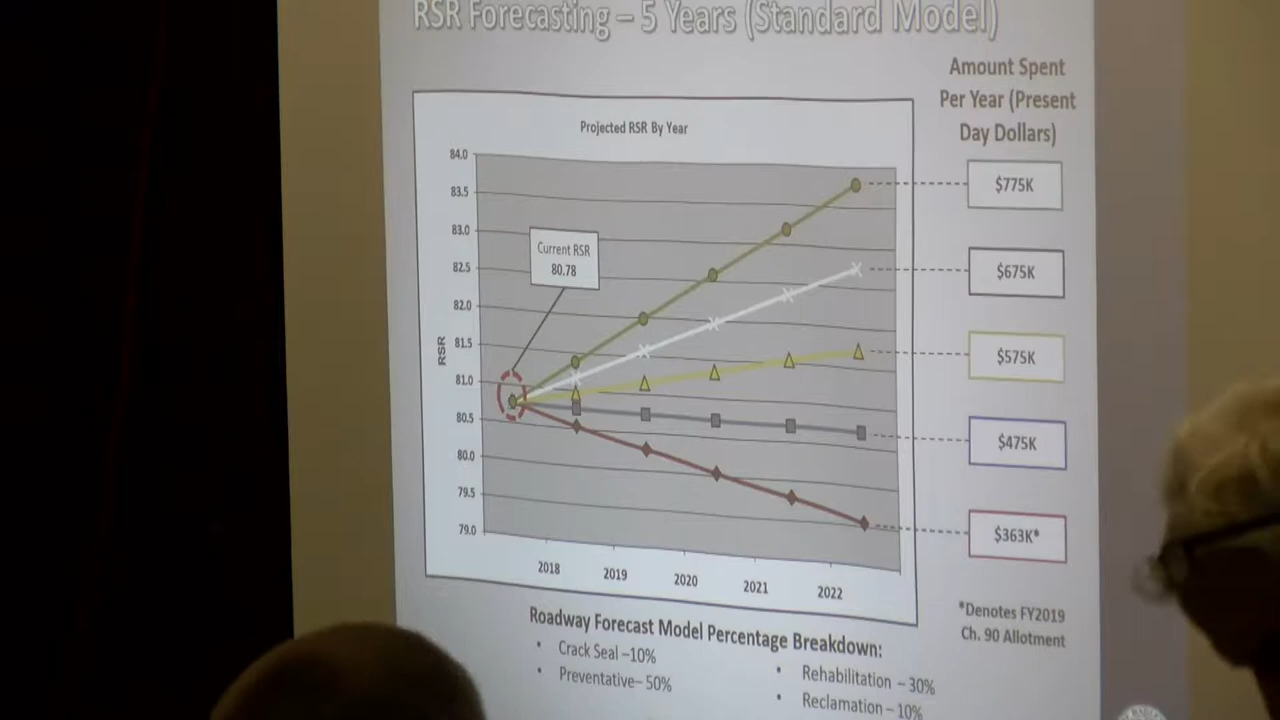 RSR Forecasting – 5 Years (Standard Model)
Amount Spent
Per Year (Present
Day Dollars)
Projected RSR By Year
84.0
83.5
83.0
82.5
82.0
81.5
81.0
80.5
80.0
79.5
79.0
RSR
Current RSR
80.78
2018
2019
2020
2021
2022
$775K
$675K
$575K
$475K
$363K*
*Denotes FY2019
Ch. 90 Allotment
Roadway Forecast Model Percentage Breakdown:
• Crack Seal –10%
• Preventative– 50%
• Rehabilitation – 30%
• Reclamation – 10%